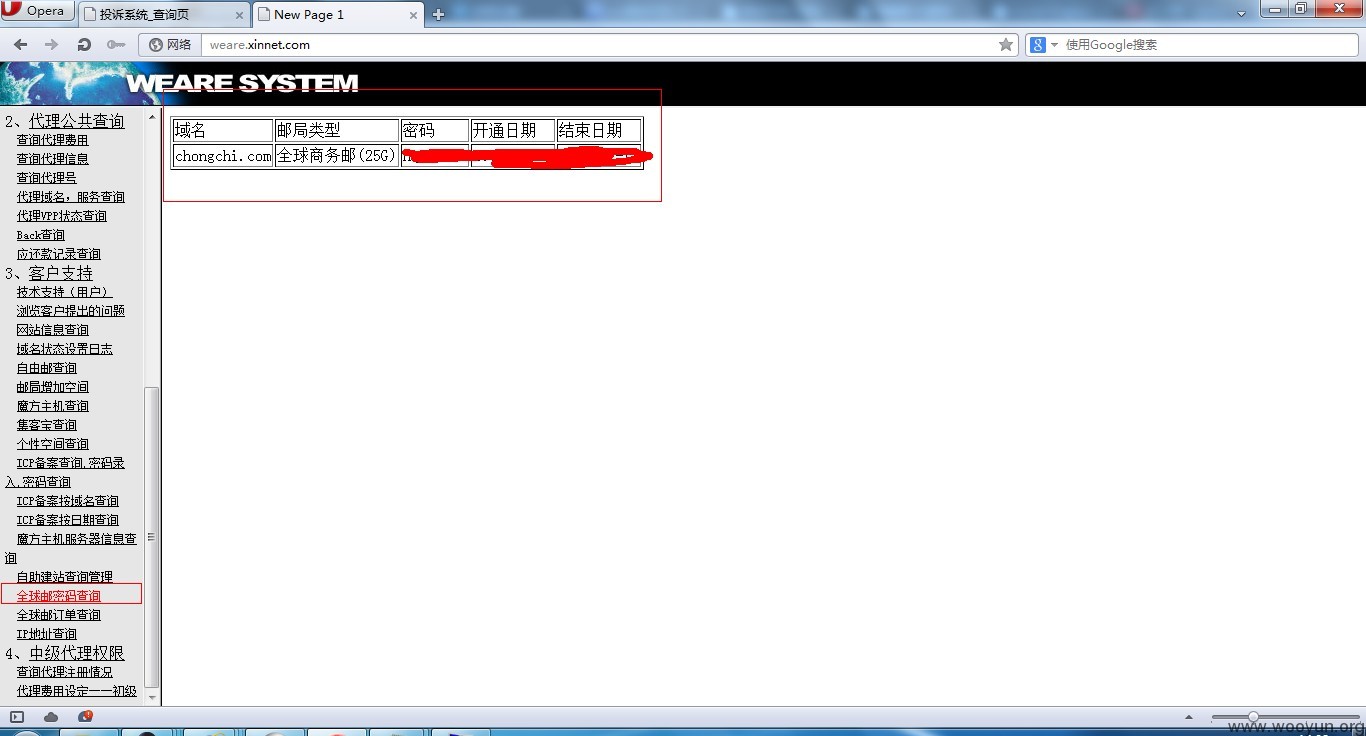 Opera
投诉系统_查询页
New Page 1
网络
weare.xinnet.com
使用Google搜索
WEARE SYSTEM
2、代理公共查询
查询代理费用
查询代理信息
查询代理号
代理域名，服务查询
代理VPP状态查询
Back查询
应还款记录查询
3、客户支持
技术支持（用户）
浏览客户提出的问题
网站信息查询
域名状态设置日志
自由邮查询
邮局增加空间
魔方主机查询
集客宝查询
个性空间查询
ICP备案查询,密码录
入,密码查询
ICP备案按域名查询
ICP备案按日期查询
魔方主机服务器信息查
询
自助建站查询管理
全球邮密码查询
全球邮订单查询
IP地址查询
4、中级代理权限
查询代理注册情况
代理费用设定一一初级
域名 邮局类型 密码 开通日期 结束日期
chongchi.com 全球商务邮(25G)
www.wooyun.org